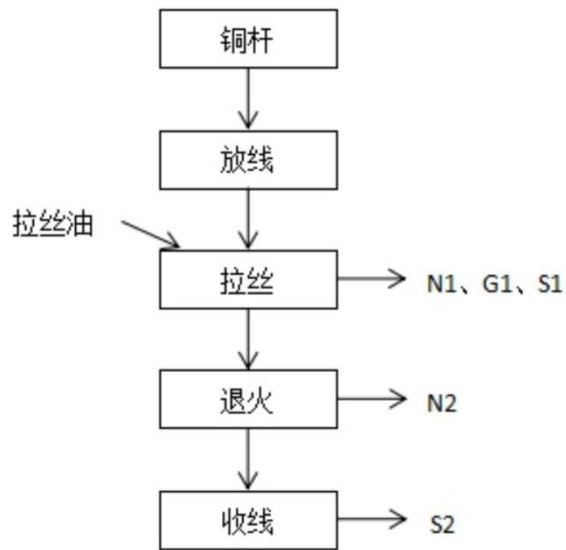 铜杆
放线
拉丝油
拉丝
N1、G1、S1
退火
N2
收线
S2